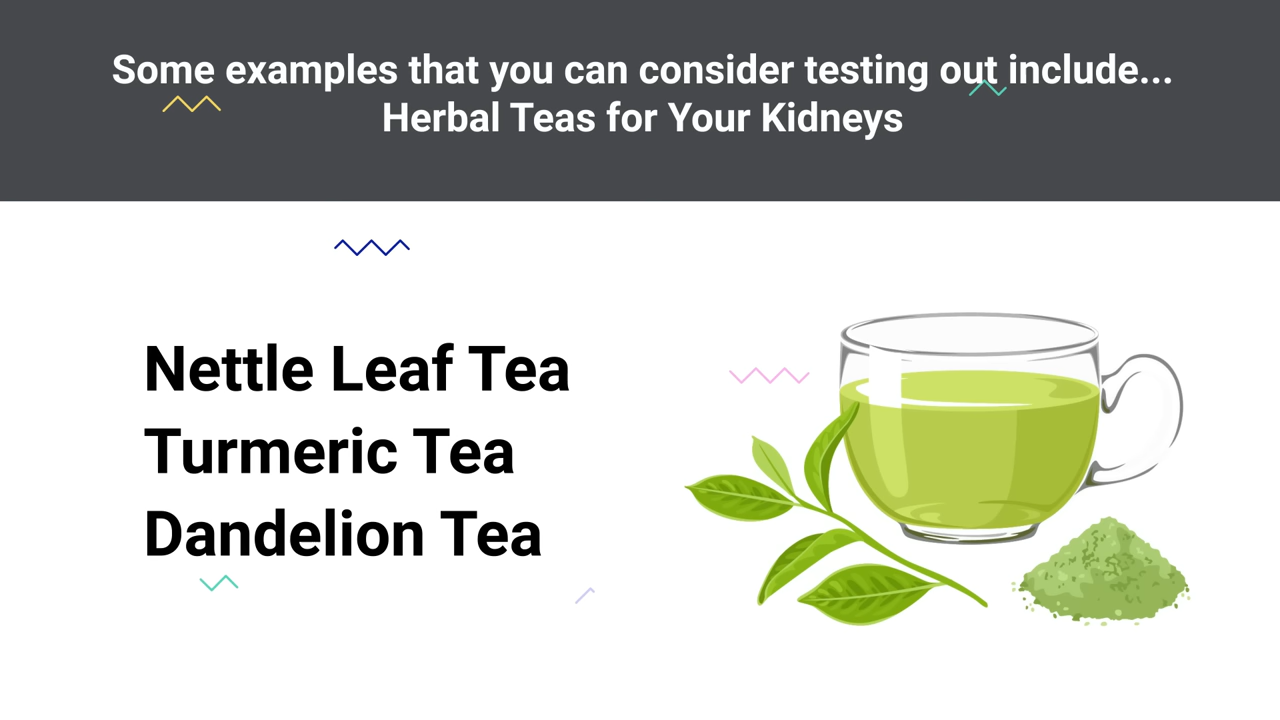 Some examples that you can consider testing out include...
Herbal Teas for Your Kidneys
Nettle Leaf Tea
Turmeric Tea
Dandelion Tea